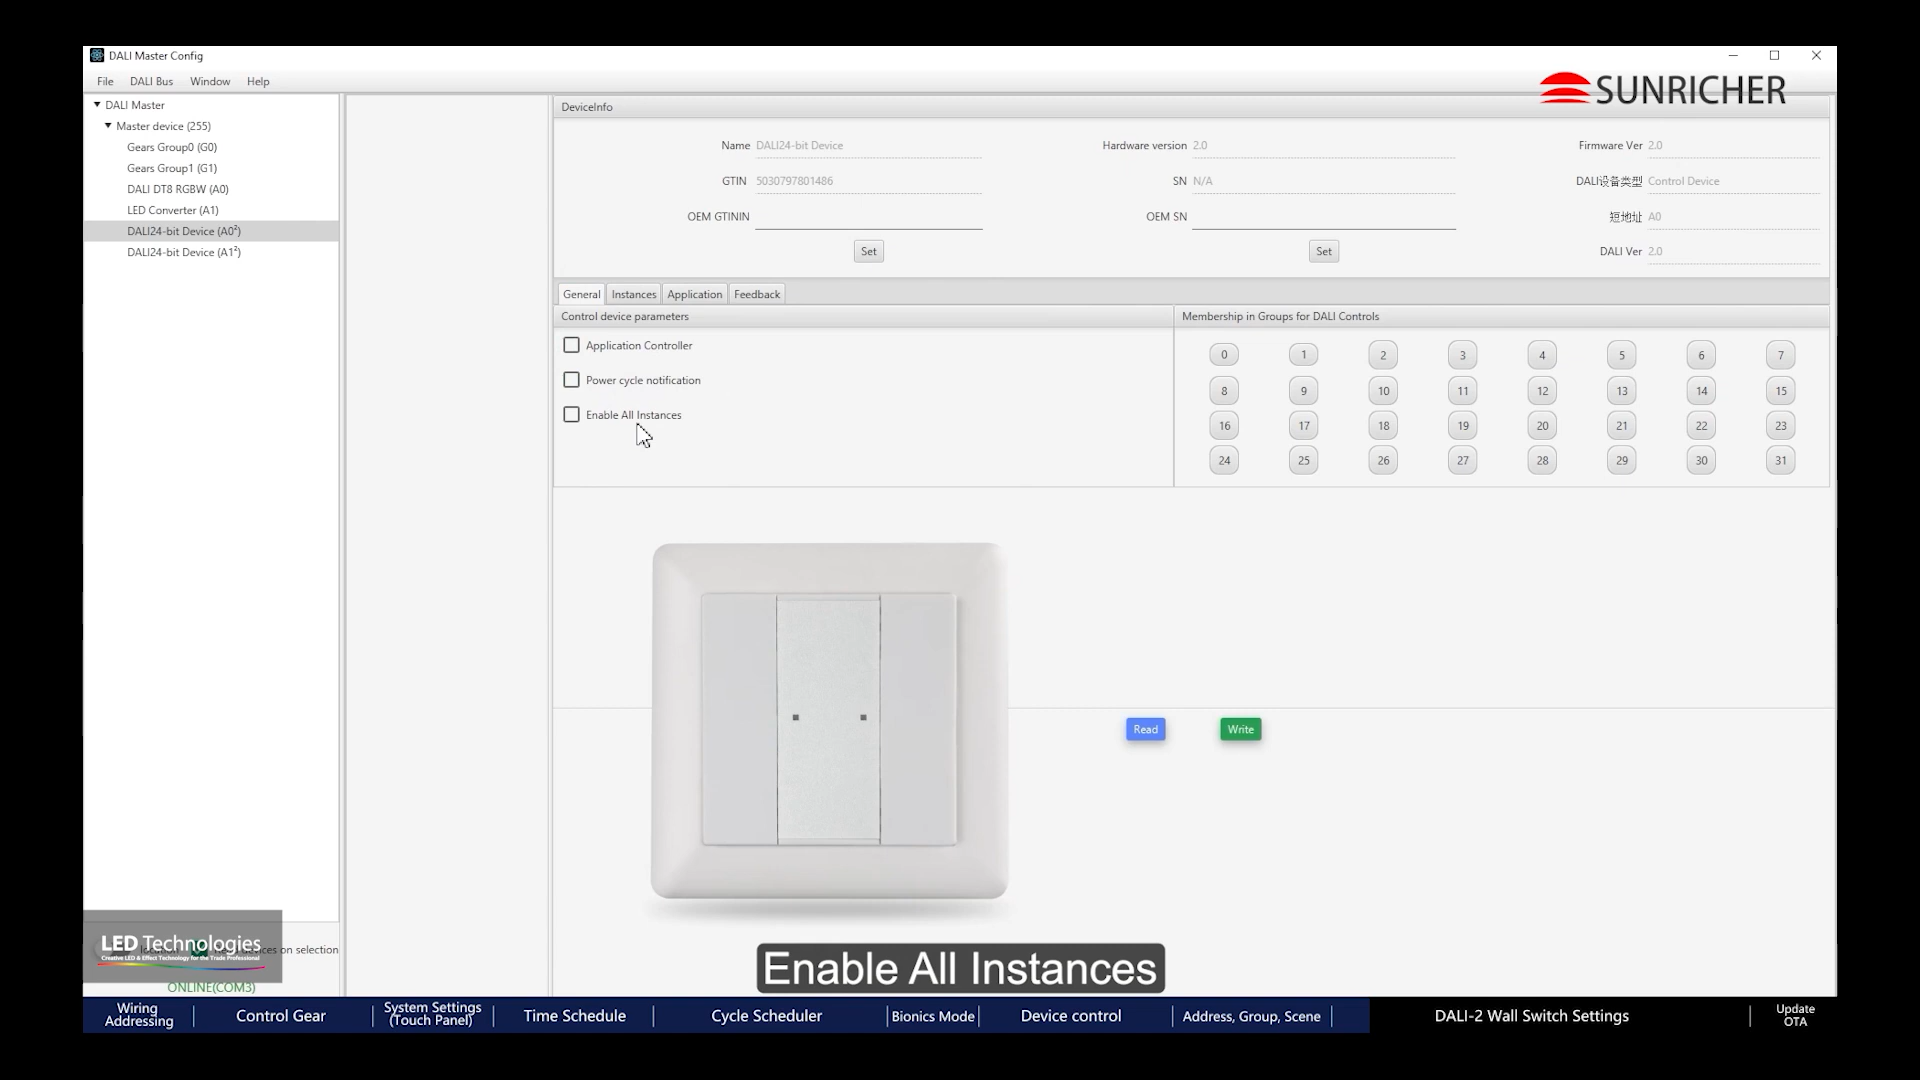 DALI Master Config
File DALI Bus Window Help
SUNRICHER
DALI Master
Master device (255)
Gears Group0 (G0)
Gears Group1 (G1)
DALI DT8 RGBW (A0)
LED Converter (A1)
DALI24-bit Device (A0²)
DALI24-bit Device (A1²)
DeviceInfo
Name DALI24-bit Device Hardware version 2.0 Firmware Ver 2.0
GTIN 5030797801486 SN N/A DALI设备类型 Control Device
OEM GTININ OEM SN 短地址 A0
Set Set DALI Ver 2.0
General Instances Application Feedback
Control device parameters Membership in Groups for DALI Controls
Application Controller
Power cycle notification
Enable All Instances
0 1 2 3 4 5 6 7
8 9 10 11 12 13 14 15
16 17 18 19 20 21 22 23
24 25 26 27 28 29 30 31
Read Write
LED Technologies
Creative LED & Effect Technology for the Trade Professional
on selection
ONLINE(COM3)
Enable All Instances
Wiring
Addressing
Control Gear
System Settings
(Touch Panel)
Time Schedule
Cycle Scheduler
Bionics Mode
Device control
Address, Group, Scene
DALI-2 Wall Switch Settings
Update
OTA